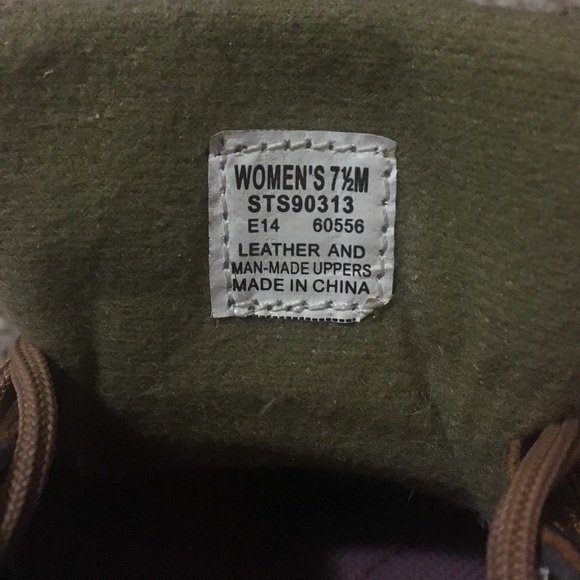 WOMEN'S 7½M
STS90313
E14 60556
LEATHER AND
MAN-MADE UPPERS
MADE IN CHINA